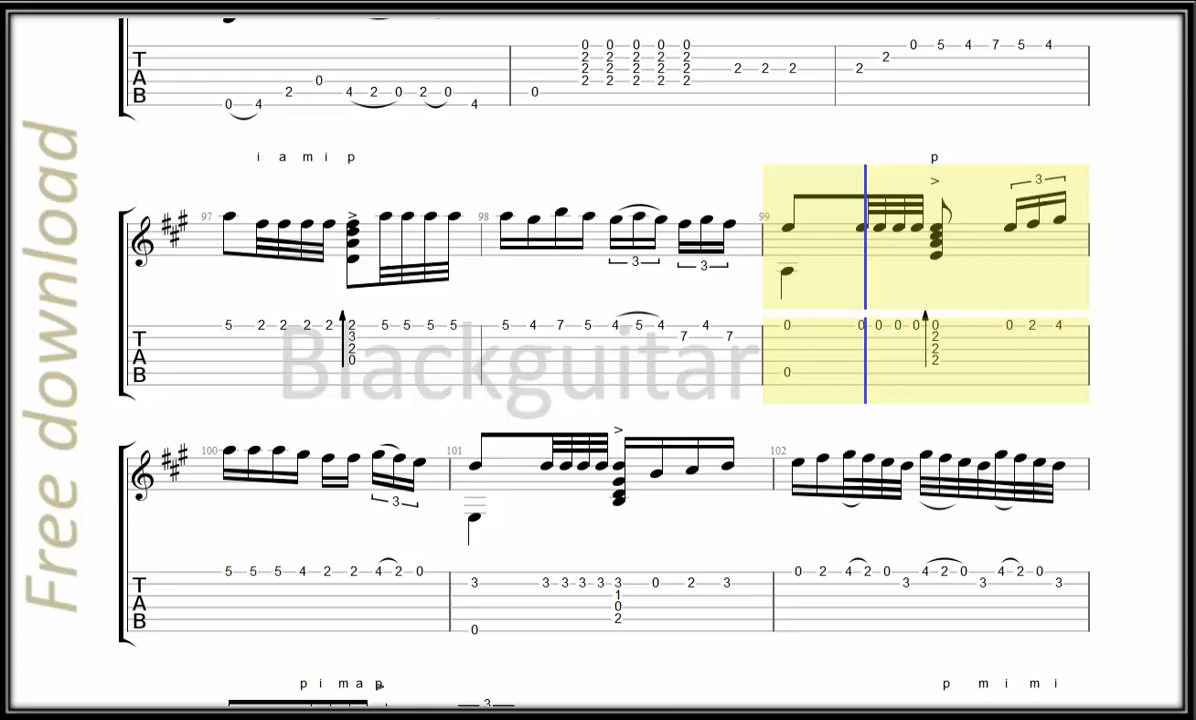 Free download
0 0 0 0 0
0 5 4 7 5 4
T 2 2 2 2 2 2
2 2 2 2 2 2 2 2 2
A 0 2 2 2 2 2
B 2 4 2 0 2 0 0
0 4 4
i a m i p p
> >
3
97 98 99
3 3
5 2 2 2 2 2 5 5 5 5 5 4 7 5 4 5 4 4 0 0 0 0 0 0 0 2 4
T 3 7 7 2
A 2 2
0 2
B 0
Blackguitar
>
100 101 102
3
5 5 5 4 2 2 4 2 0 0 2 4 2 0 4 2 0 4 2 0
T 3 3 3 3 3 3 0 2 3 3 3 3
A 1
0
B 2
0
p i m a p p m i m i
3